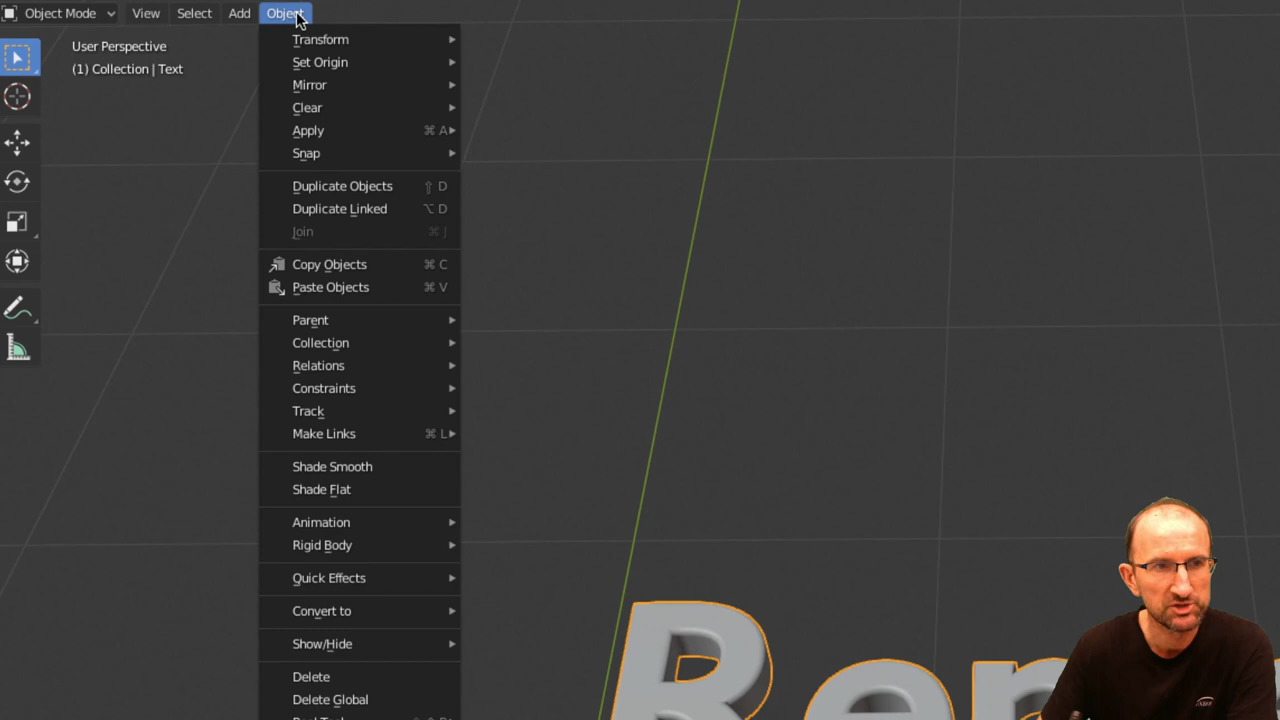 Object Mode View Select Add Object
User Perspective
(1) Collection | Text
Transform
Set Origin
Mirror
Clear
Apply ⌘ A
Snap
Duplicate Objects ⇧ D
Duplicate Linked ⌥ D
Join ⌘ J
Copy Objects ⌘ C
Paste Objects ⌘ V
Parent
Collection
Relations
Constraints
Track
Make Links ⌘ L
Shade Smooth
Shade Flat
Animation
Rigid Body
Quick Effects
Convert to
Show/Hide
Delete
Delete Global